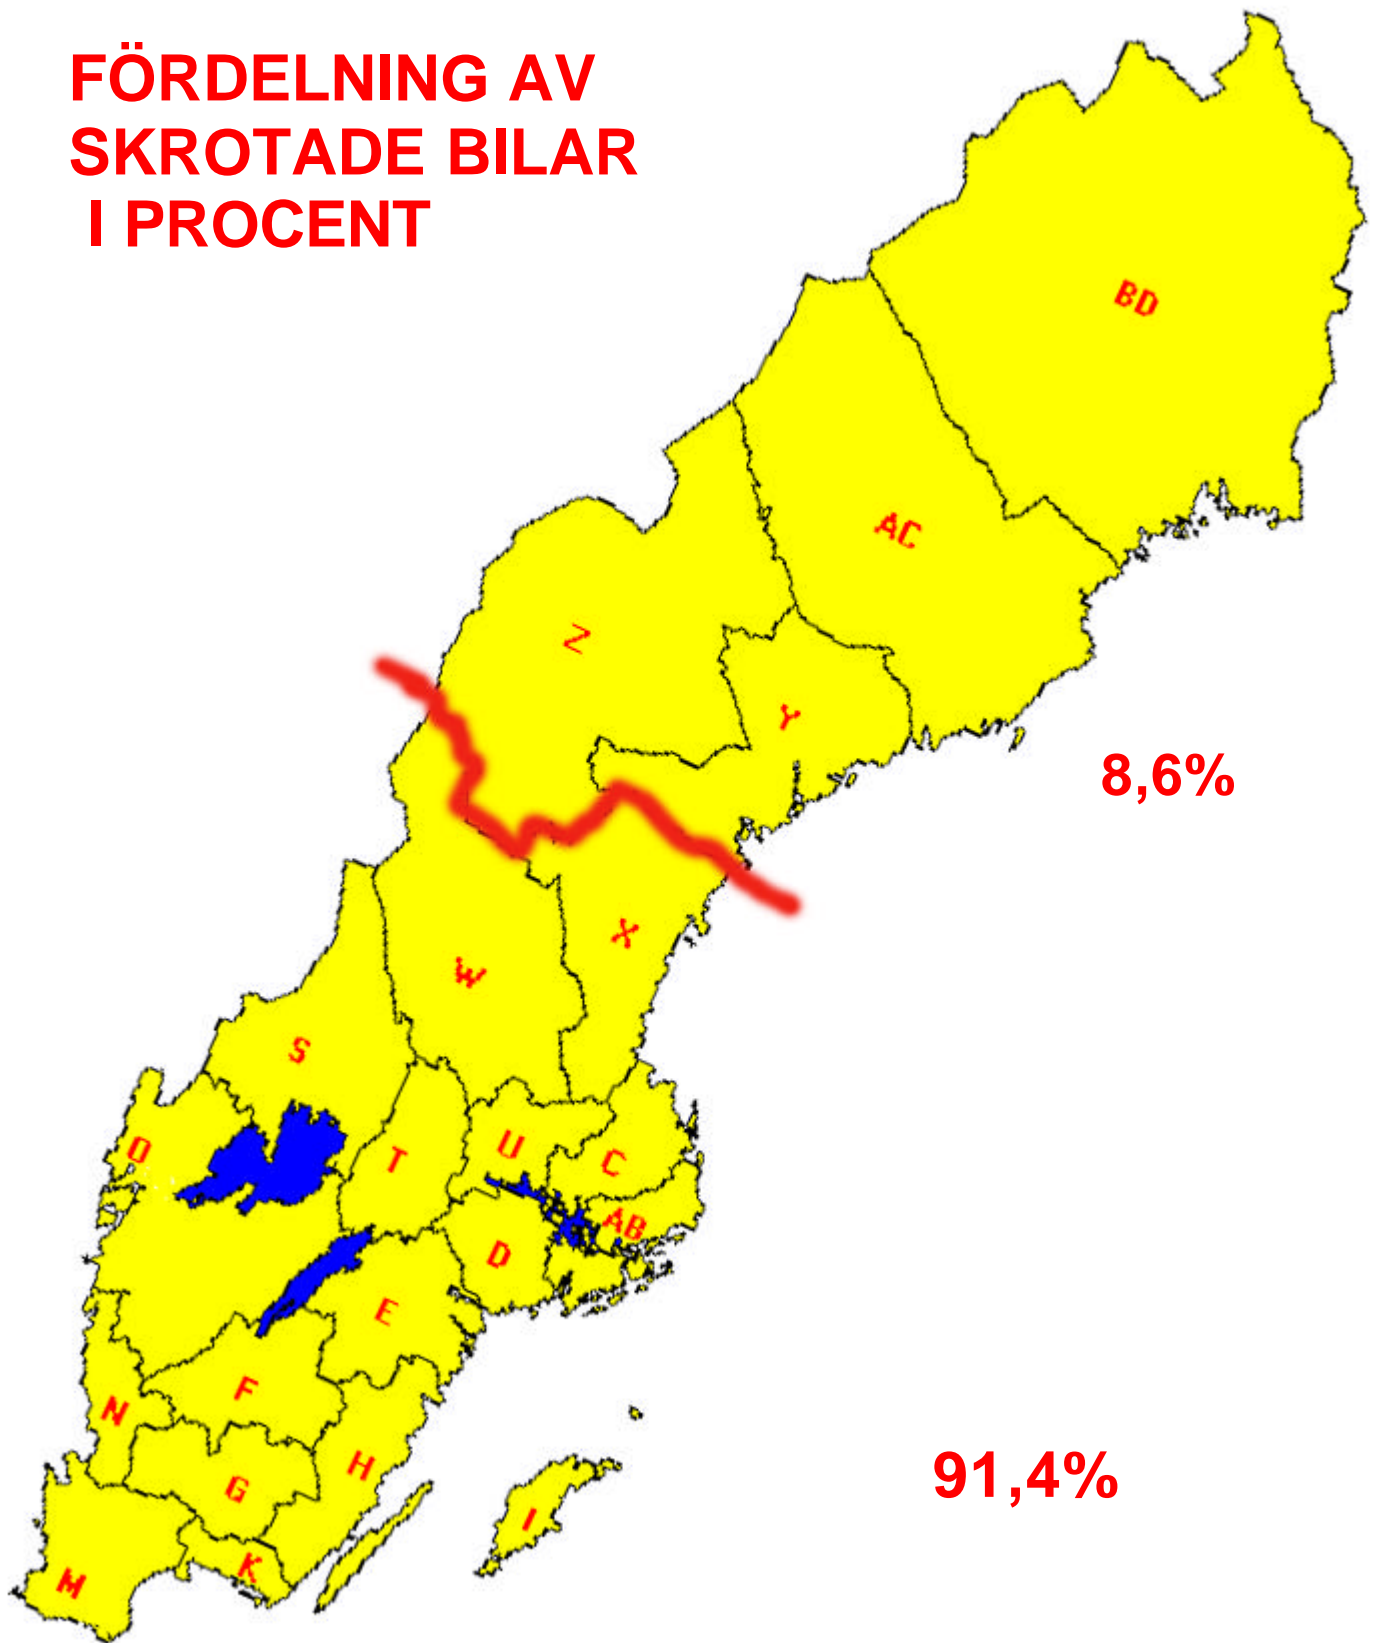 FÖRDELNING AV
SKROTADE BILAR
I PROCENT
BD
AC
Z
Y
8,6%
X
W
S
O
T
U
C
AB
D
E
F
N
H
G
I
91,4%
K
M